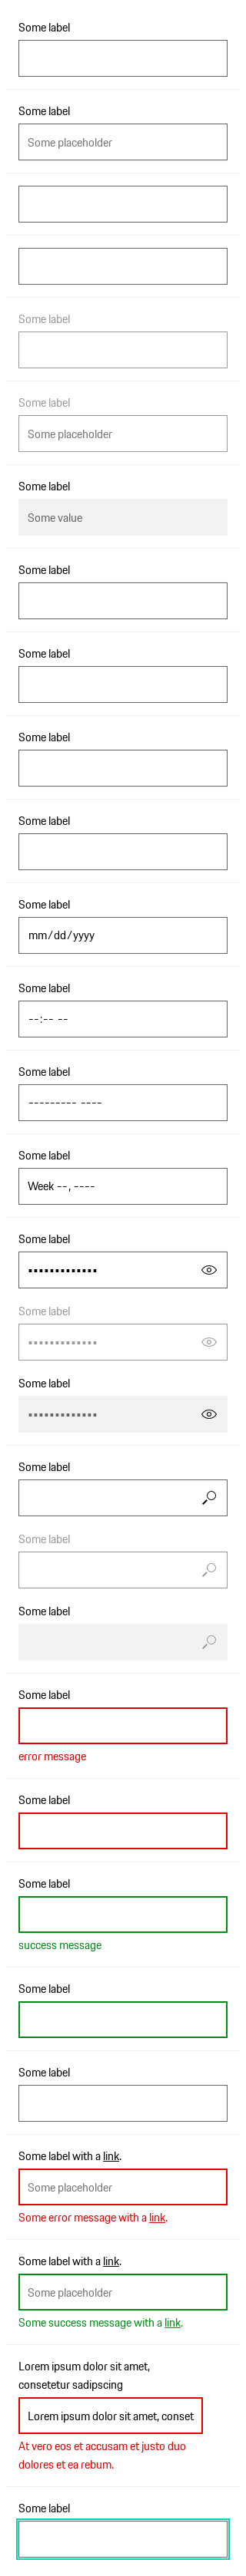 Some label
Some label
Some placeholder
Some label
Some label
Some placeholder
Some label
Some value
Some label
Some label
Some label
Some label
Some label
mm/dd/yyyy
Some label
--:-- --
Some label
--------- ----
Some label
Week --, ----
Some label
•••••••••••••
Some label
•••••••••••••
Some label
•••••••••••••
Some label
Some label
Some label
Some label
error message
Some label
Some label
success message
Some label
Some label
Some label with a link.
Some placeholder
Some error message with a link.
Some label with a link.
Some placeholder
Some success message with a link.
Lorem ipsum dolor sit amet,
consetetur sadipscing
Lorem ipsum dolor sit amet, conset
At vero eos et accusam et justo duo
dolores et ea rebum.
Some label